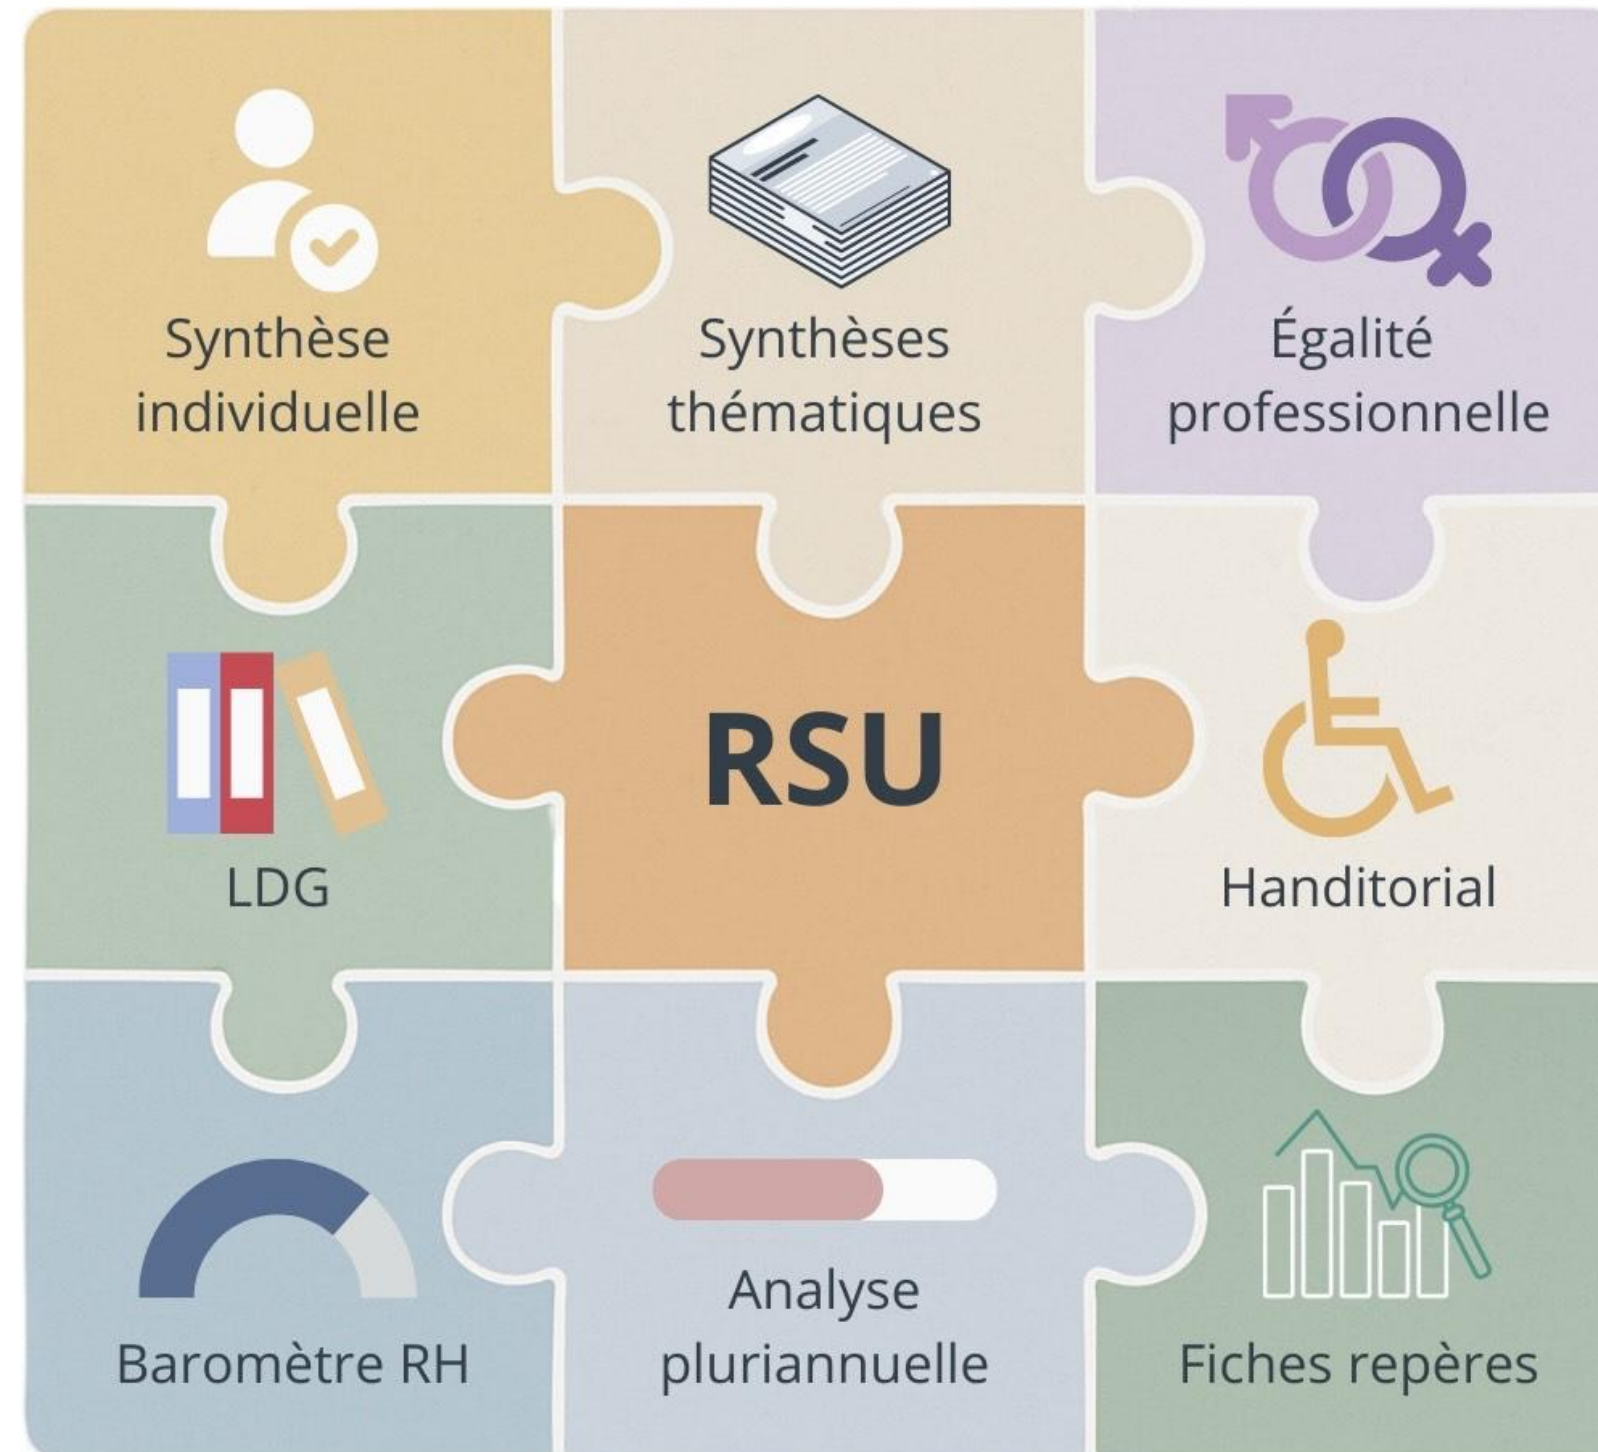 Synthèse
individuelle
Synthèses
thématiques
Égalité
professionnelle
LDG
RSU
Handitorial
Baromètre RH
Analyse
pluriannuelle
Fiches repères